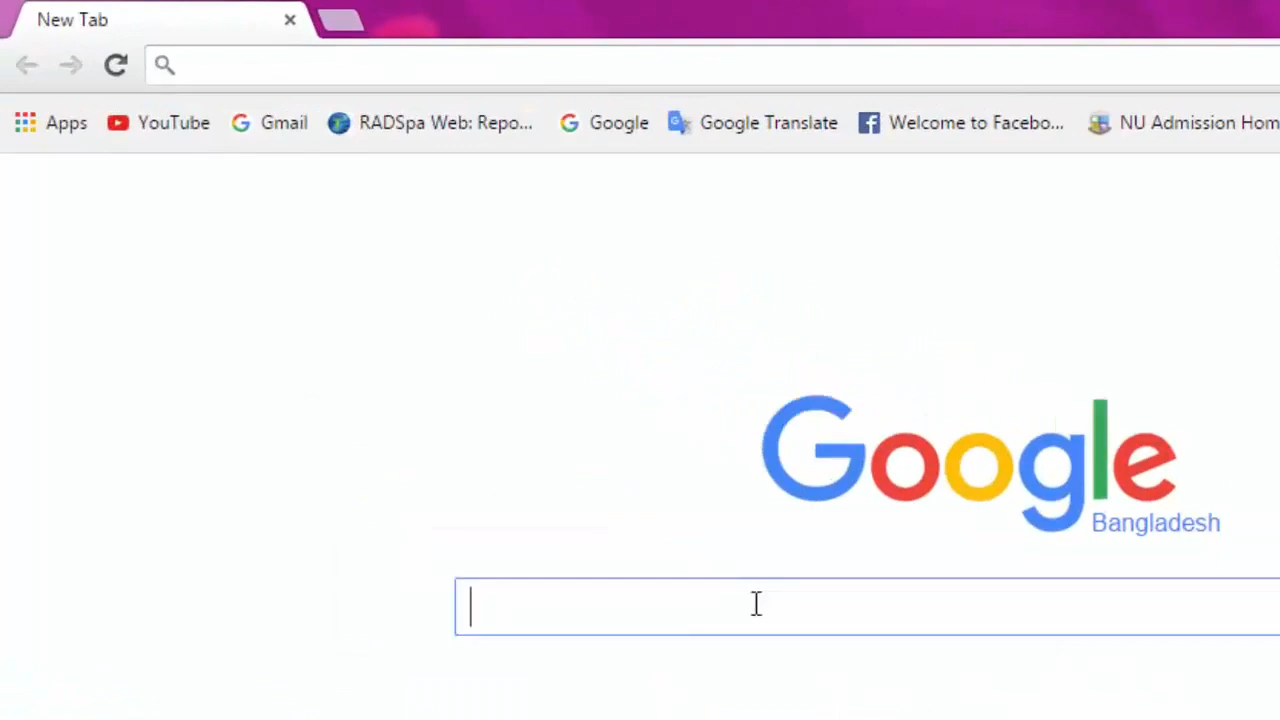 New Tab
Apps YouTube Gmail RADSpa Web: Repo... Google Google Translate Welcome to Facebo... NU Admission Hom
Google
Bangladesh